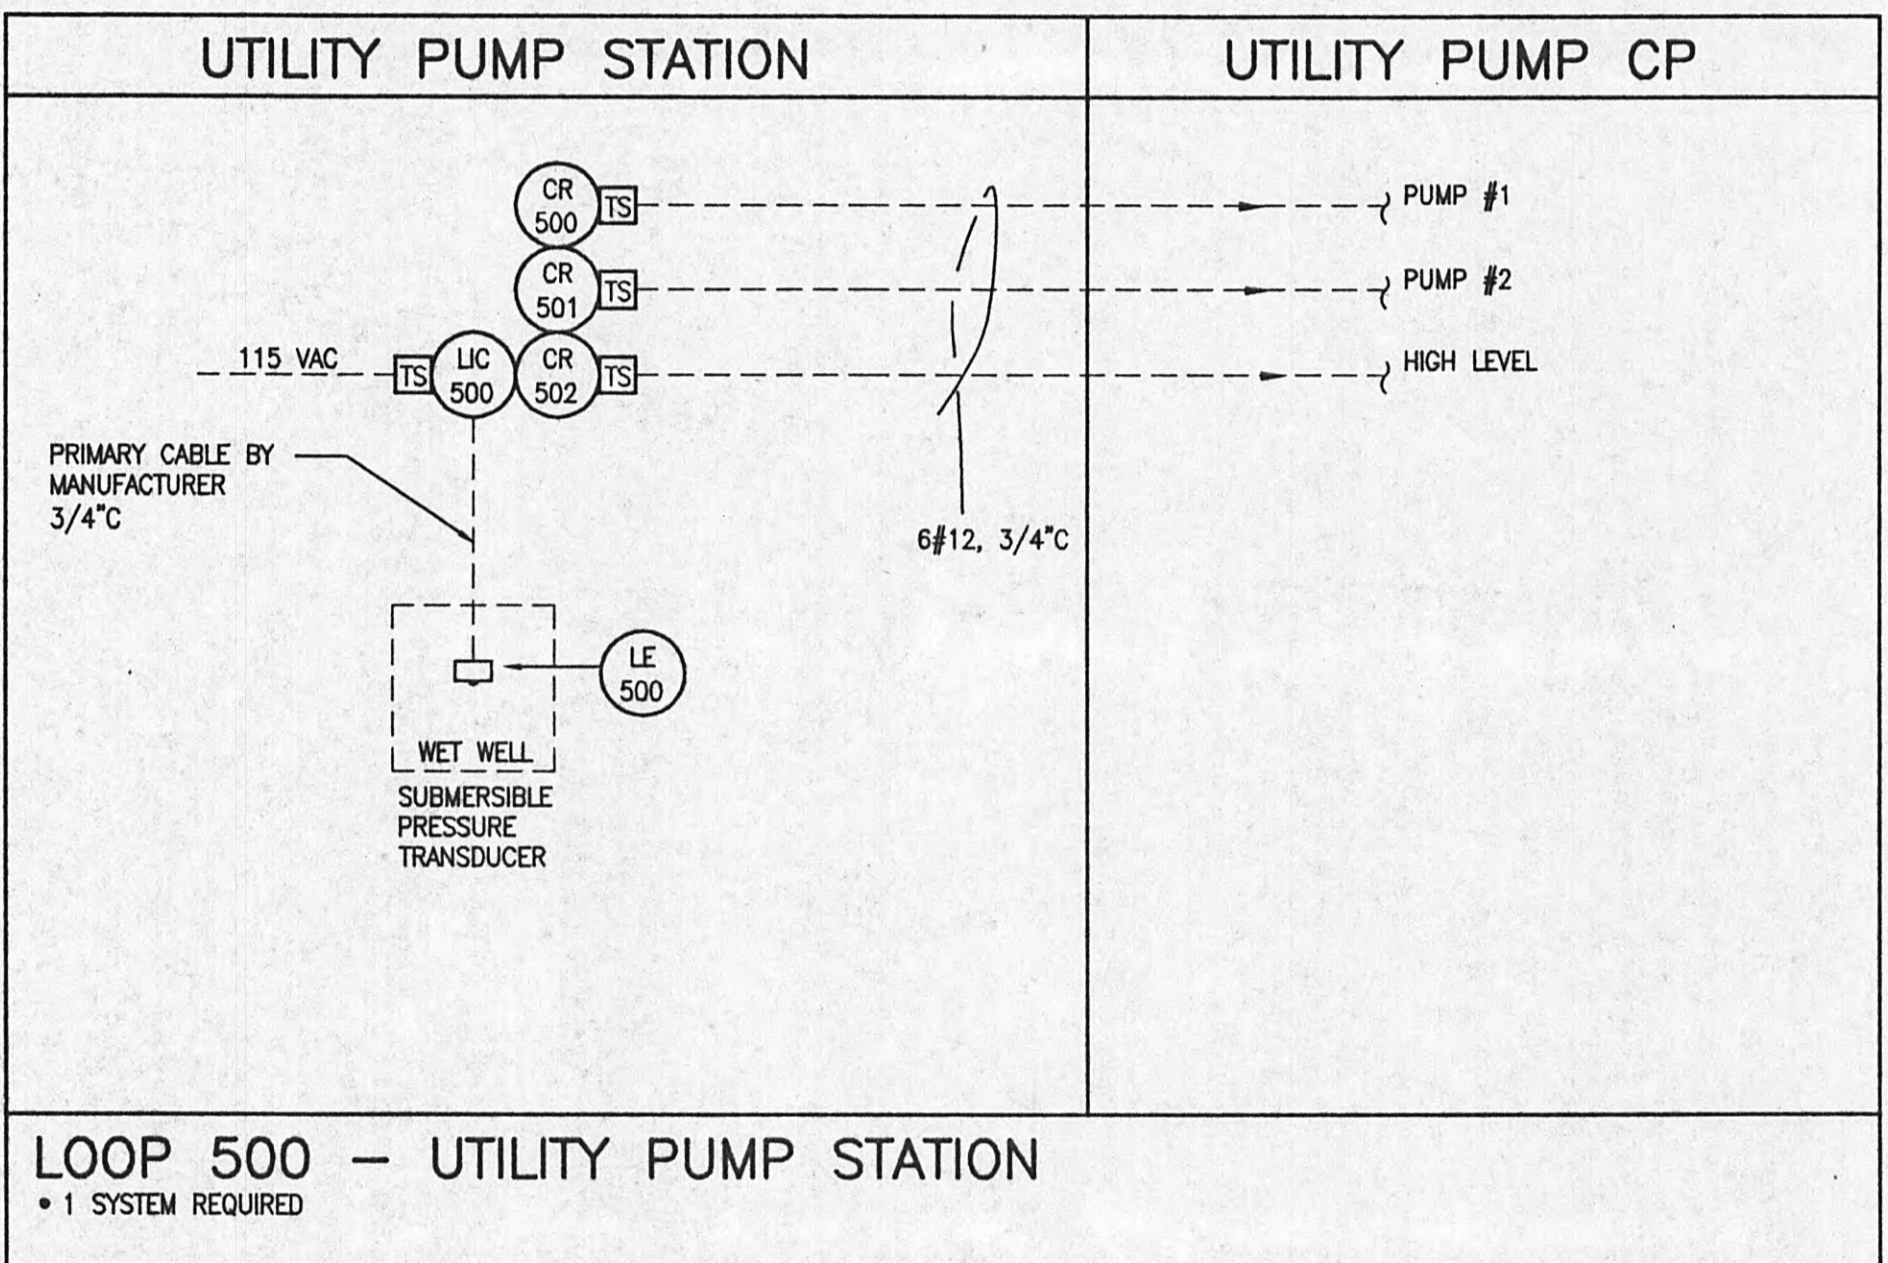 UTILITY PUMP STATION
UTILITY PUMP CP
CR
500
TS
PUMP #1
CR
501
TS
PUMP #2
115 VAC
TS
LIC
500
CR
502
TS
HIGH LEVEL
PRIMARY CABLE BY
MANUFACTURER
3/4"C
6#12, 3/4"C
LE
500
WET WELL
SUBMERSIBLE
PRESSURE
TRANSDUCER
LOOP 500 – UTILITY PUMP STATION
• 1 SYSTEM REQUIRED